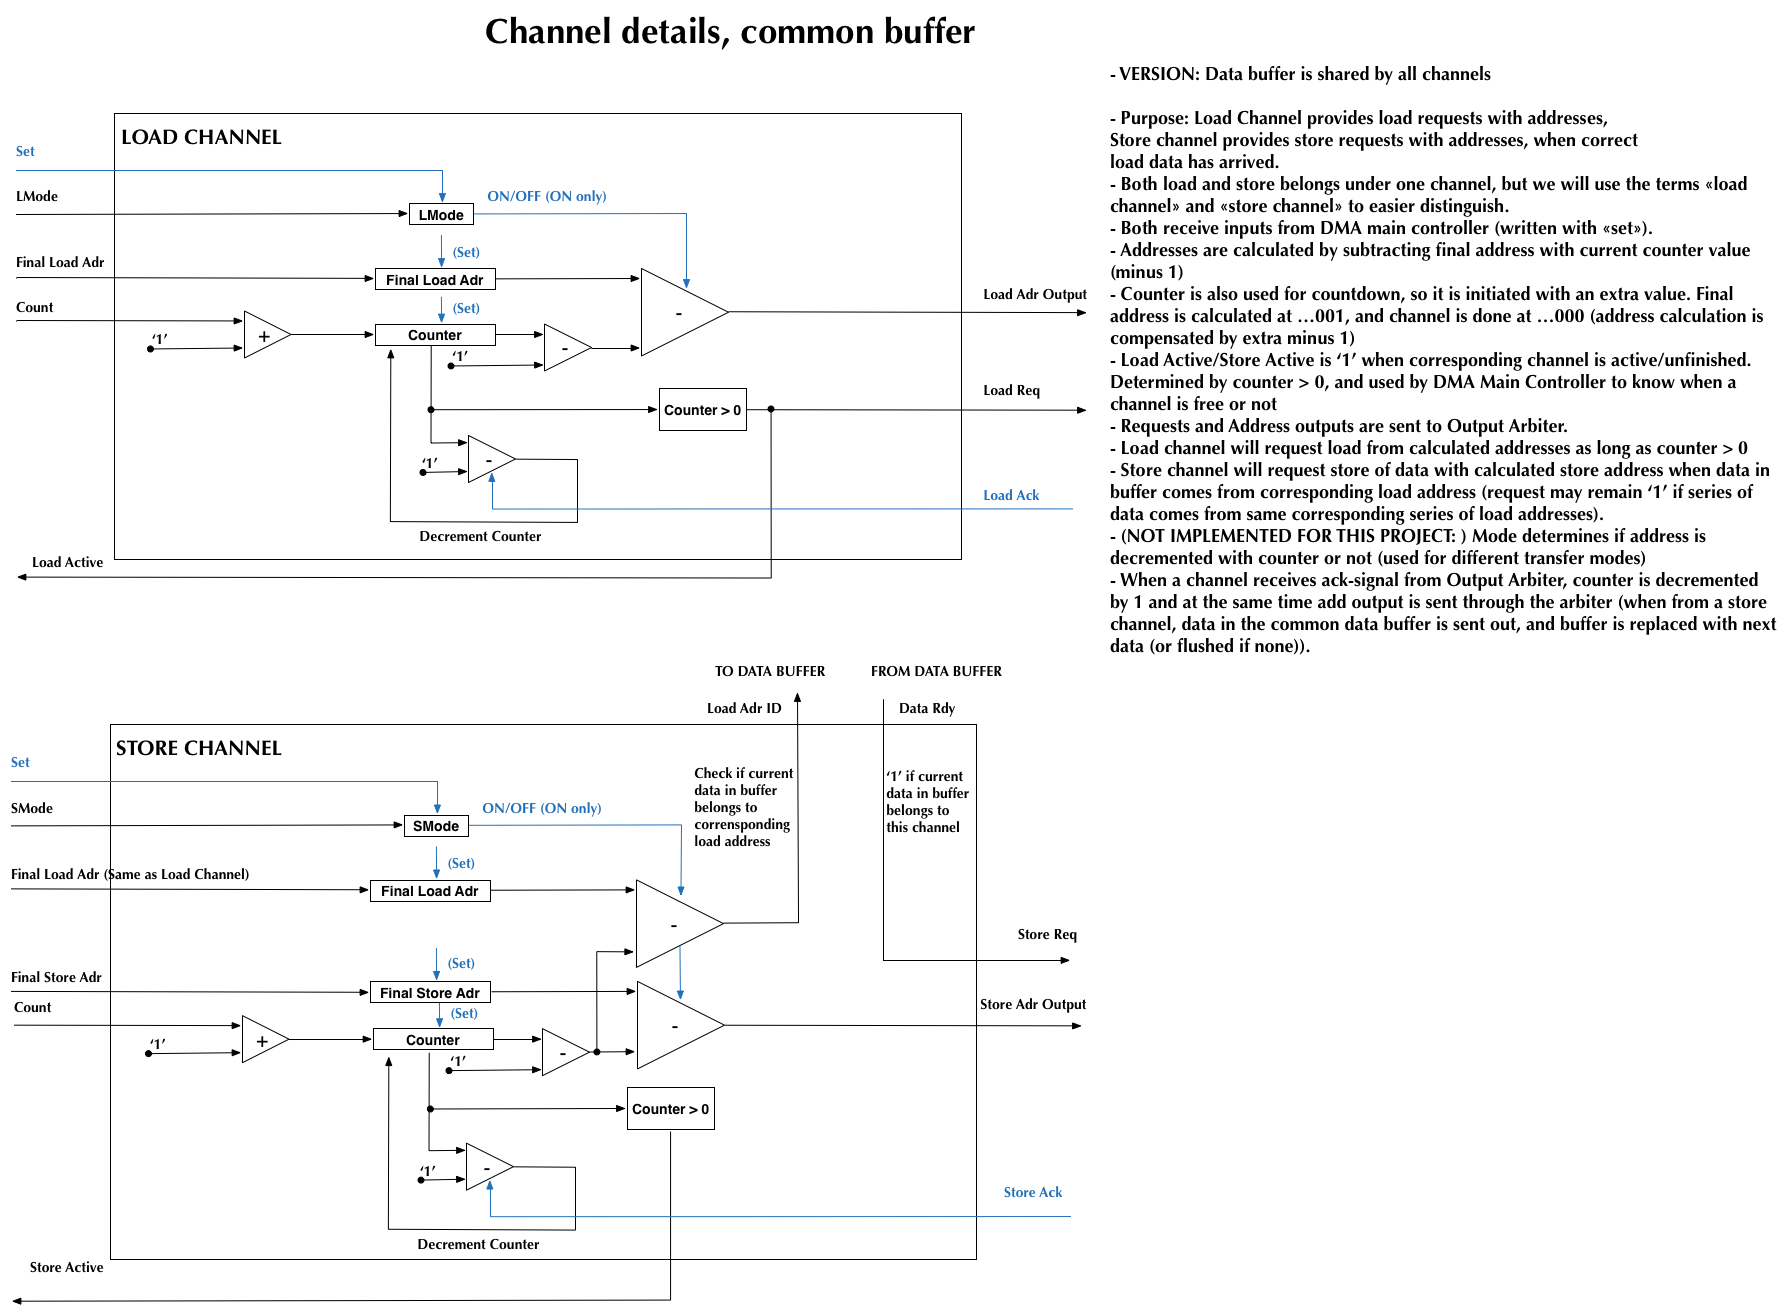 Channel details, common buffer
- VERSION: Data buffer is shared by all channels
- Purpose: Load Channel provides load requests with addresses,
Store channel provides store requests with addresses, when correct
load data has arrived.
- Both load and store belongs under one channel, but we will use the terms «load
channel» and «store channel» to easier distinguish.
- Both receive inputs from DMA main controller (written with «set»).
- Addresses are calculated by subtracting final address with current counter value
(minus 1)
- Counter is also used for countdown, so it is initiated with an extra value. Final
address is calculated at ...001, and channel is done at ...000 (address calculation is
compensated by extra minus 1)
- Load Active/Store Active is ‘1’ when corresponding channel is active/unfinished.
Determined by counter > 0, and used by DMA Main Controller to know when a
channel is free or not
- Requests and Address outputs are sent to Output Arbiter.
- Load channel will request load from calculated addresses as long as counter > 0
- Store channel will request store of data with calculated store address when data in
buffer comes from corresponding load address (request may remain ‘1’ if series of
data comes from same corresponding series of load addresses).
- (NOT IMPLEMENTED FOR THIS PROJECT: ) Mode determines if address is
decremented with counter or not (used for different transfer modes)
- When a channel receives ack-signal from Output Arbiter, counter is decremented
by 1 and at the same time add output is sent through the arbiter (when from a store
channel, data in the common data buffer is sent out, and buffer is replaced with next
data (or flushed if none)).
LOAD CHANNEL
Set
LMode
ON/OFF (ON only)
LMode
(Set)
Final Load Adr
Final Load Adr
Load Adr Output
Count
(Set)
‘1’
+
Counter
‘1’
-
-
Load Req
Counter > 0
‘1’
-
Load Ack
Decrement Counter
Load Active
TO DATA BUFFER
FROM DATA BUFFER
Load Adr ID
Data Rdy
STORE CHANNEL
Set
Check if current
data in buffer
belongs to
corrensponding
load address
‘1’ if current
data in buffer
belongs to
this channel
SMode
ON/OFF (ON only)
SMode
(Set)
Final Load Adr (Same as Load Channel)
Final Load Adr
-
Store Req
(Set)
Final Store Adr
Final Store Adr
Store Adr Output
Count
(Set)
‘1’
+
Counter
‘1’
-
-
Counter > 0
‘1’
-
Store Ack
Decrement Counter
Store Active